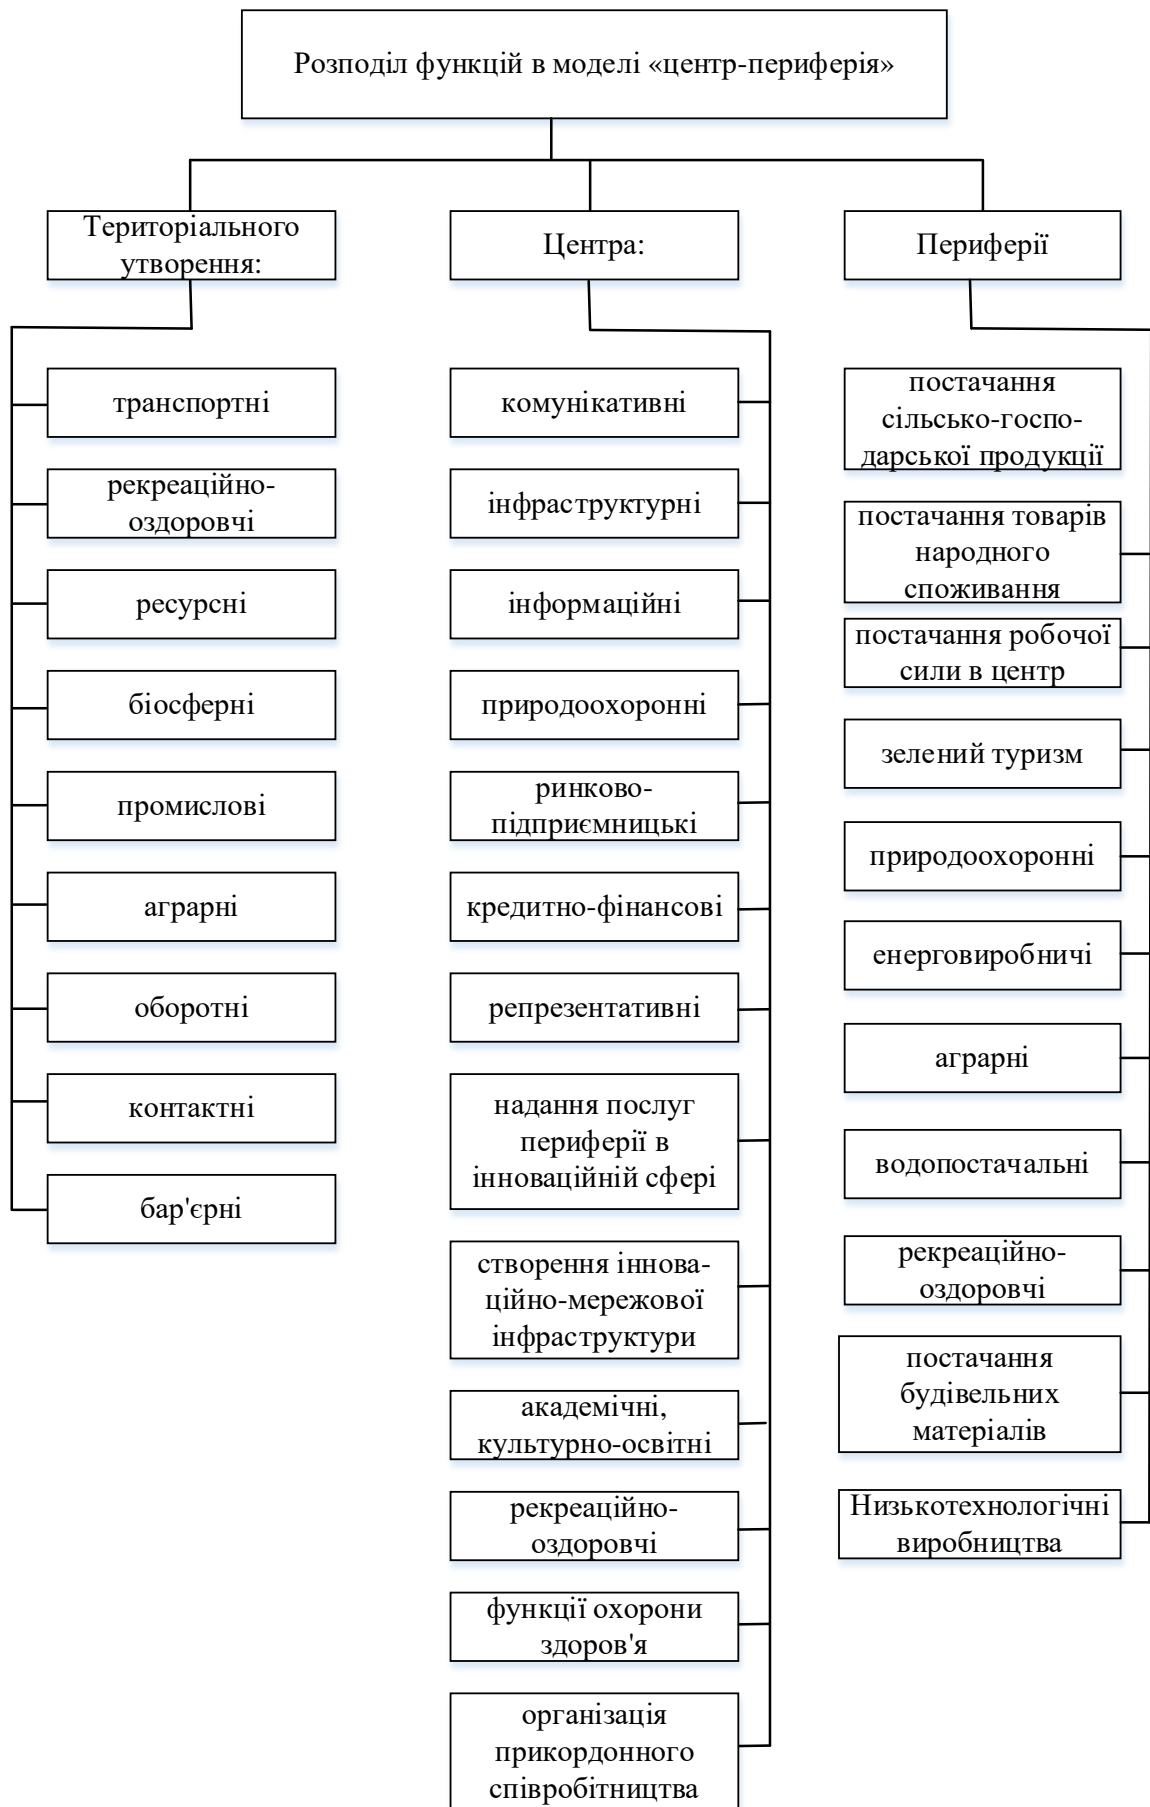 Розподіл функцій в моделі «центр-периферія»
Територіального
утворення:
транспортні
рекреаційно-
оздоровчі
ресурсні
біосферні
промислові
аграрні
оборотні
контактні
бар'єрні
Центра:
комунікативні
інфраструктурні
інформаційні
природоохоронні
ринково-
підприємницькі
кредитно-фінансові
репрезентативні
надання послуг
периферії в
інноваційній сфері
створення іннова-
ційно-мережової
інфраструктури
академічні,
культурно-освітні
рекреаційно-
оздоровчі
функції охорони
здоров'я
організація
прикордонного
співробітництва
Периферії
постачання
сільсько-госпо-
дарської продукції
постачання товарів
народного
споживання
постачання робочої
сили в центр
зелений туризм
природоохоронні
енерговиробничі
аграрні
водопостачальні
рекреаційно-
оздоровчі
постачання
будівельних
матеріалів
Низькотехнологічні
виробництва